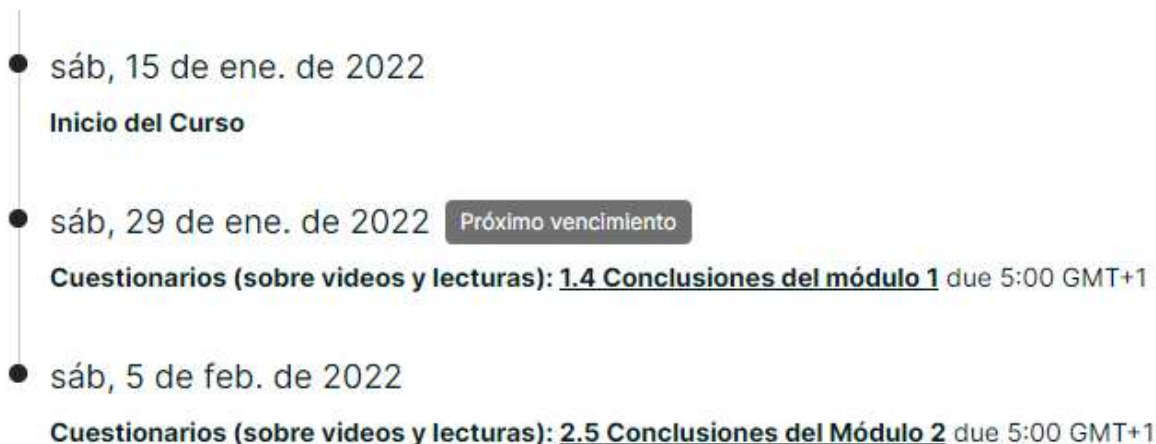 sáb, 15 de ene. de 2022
Inicio del Curso
sáb, 29 de ene. de 2022 Próximo vencimiento
Cuestionarios (sobre videos y lecturas): 1.4 Conclusiones del módulo 1 due 5:00 GMT+1
sáb, 5 de feb. de 2022
Cuestionarios (sobre videos y lecturas): 2.5 Conclusiones del Módulo 2 due 5:00 GMT+1